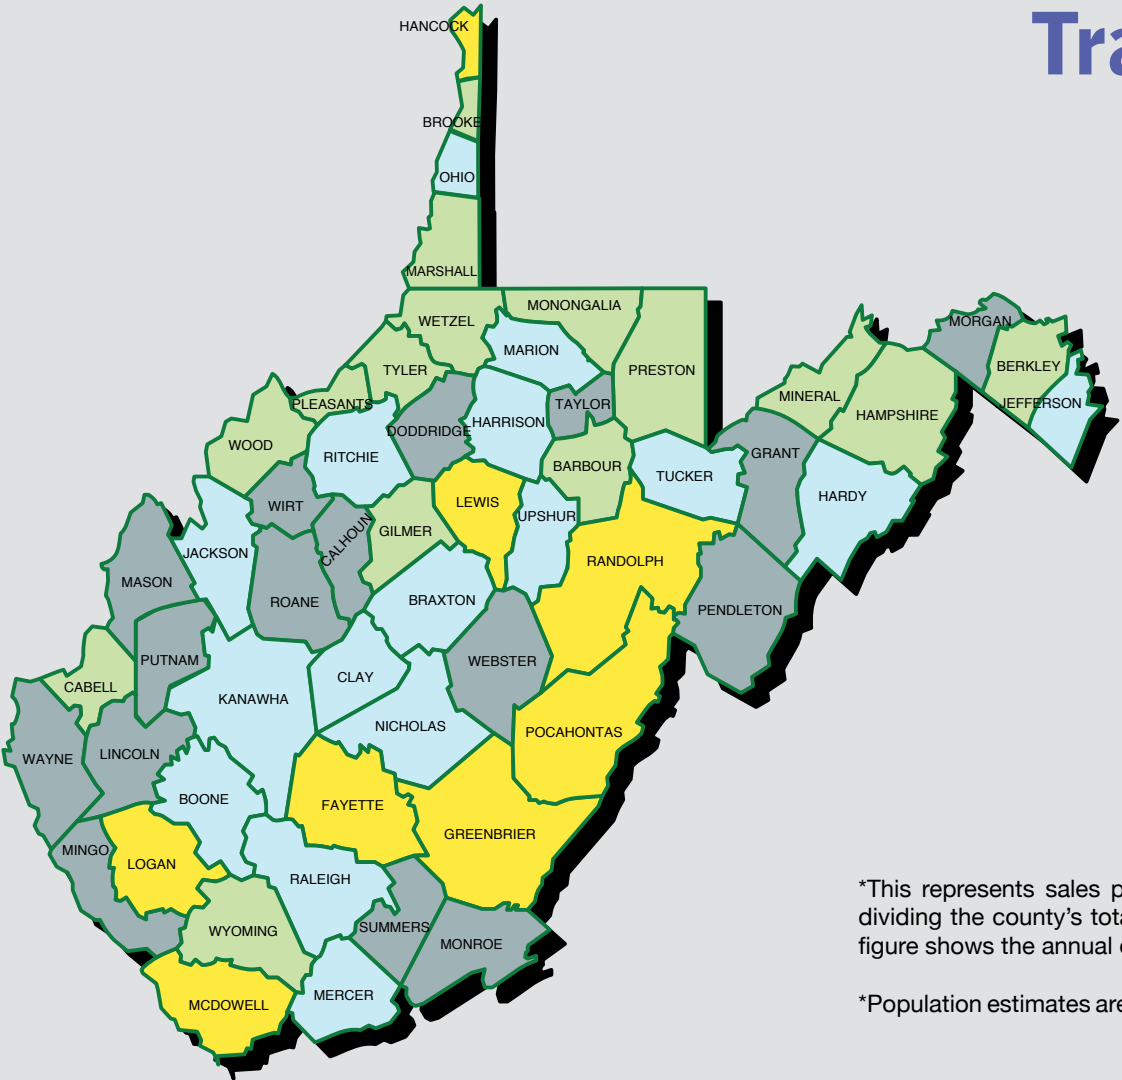 HANCOCK
Tra
BROOKE
OHIO
MARSHALL
MONONGALIA
WETZEL
MORGAN
MARION
BERKLEY
TYLER
PRESTON
MINERAL
PLEASANTS
TAYLOR
JEFFERSON
HAMPSHIRE
HARRISON
DODDRIDGE
WOOD
GRANT
RITCHIE
BARBOUR
TUCKER
HARDY
LEWIS
WIRT
UPSHUR
GILMER
CALHOUN
JACKSON
RANDOLPH
MASON
BRAXTON
ROANE
PENDLETON
PUTNAM
WEBSTER
CLAY
CABELL
KANAWHA
NICHOLAS
POCAHONTAS
LINCOLN
WAYNE
BOONE
FAYETTE
GREENBRIER
MINGO
LOGAN
RALEIGH
*This represents sales p
dividing the county's tota
figure shows the annual
SUMMERS
WYOMING
MONROE
MERCER
MCDOWELL
*Population estimates are